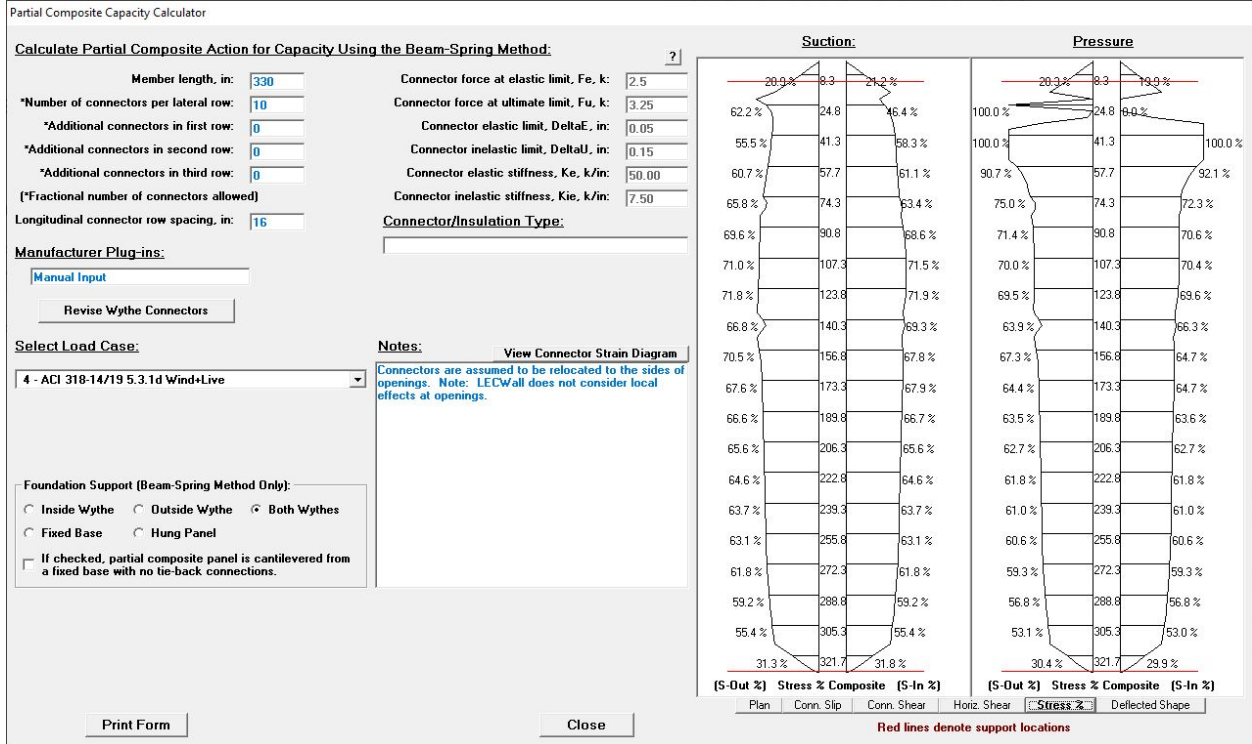 Partial Composite Capacity Calculator
Calculate Partial Composite Action for Capacity Using the Beam-Spring Method:
?
Member length, in: 330
*Number of connectors per lateral row: 10
*Additional connectors in first row: 0
*Additional connectors in second row: 0
*Additional connectors in third row: 0
(*Fractional number of connectors allowed)
Longitudinal connector row spacing, in: 16
Manufacturer Plug-ins:
Manual Input
Revise Wythe Connectors
Connector force at elastic limit, Fe, k: 2.5
Connector force at ultimate limit, Fu, k: 3.25
Connector elastic limit, DeltaE, in: 0.05
Connector inelastic limit, DeltaU, in: 0.15
Connector elastic stiffness, Ke, k/in: 50.00
Connector inelastic stiffness, Kie, k/in: 7.50
Connector/Insulation Type:
Select Load Case:
4 - ACI 318-14/19 5.3.1d Wind+Live
Notes:
View Connector Strain Diagram
Connectors are assumed to be relocated to the sides of
openings. Note: LECWall does not consider local
effects at openings.
Foundation Support (Beam-Spring Method Only):
Inside Wythe Outside Wythe Both Wythes
Fixed Base Hung Panel
If checked, partial composite panel is cantilevered from
a fixed base with no tie-back connections.
Print Form
Close
Suction:
20.9 % 8.3 21.2 %
62.2 % 24.8 46.4 %
55.5 % 41.3 58.3 %
60.7 % 57.7 61.1 %
65.8 % 74.3 63.4 %
69.6 % 90.8 68.6 %
71.0 % 107.3 71.5 %
71.8 % 123.8 71.9 %
66.8 % 140.3 69.3 %
70.5 % 156.8 67.8 %
67.6 % 173.3 67.9 %
66.6 % 189.8 66.7 %
65.6 % 206.3 65.6 %
64.6 % 222.8 64.6 %
63.7 % 239.3 63.7 %
63.1 % 255.8 63.1 %
61.8 % 272.3 61.8 %
59.2 % 288.8 59.2 %
55.4 % 305.3 55.4 %
31.3 % 321.7 31.8 %
(S-Out %) Stress % Composite (S-In %)
Pressure
20.3 % 8.3 19.9 %
100.0 % 24.8 0.0 %
100.0 % 41.3 100.0 %
90.7 % 57.7 92.1 %
75.0 % 74.3 72.3 %
71.4 % 90.8 70.6 %
70.0 % 107.3 70.4 %
69.5 % 123.8 69.6 %
63.9 % 140.3 66.3 %
67.3 % 156.8 64.7 %
64.4 % 173.3 64.7 %
63.5 % 189.8 63.6 %
62.7 % 206.3 62.7 %
61.8 % 222.8 61.8 %
61.0 % 239.3 61.0 %
60.6 % 255.8 60.6 %
59.3 % 272.3 59.3 %
56.8 % 288.8 56.8 %
53.1 % 305.3 53.0 %
30.4 % 321.7 29.9 %
(S-Out %) Stress % Composite (S-In %)
Plan Conn. Slip Conn. Shear Horiz. Shear Stress % Deflected Shape
Red lines denote support locations